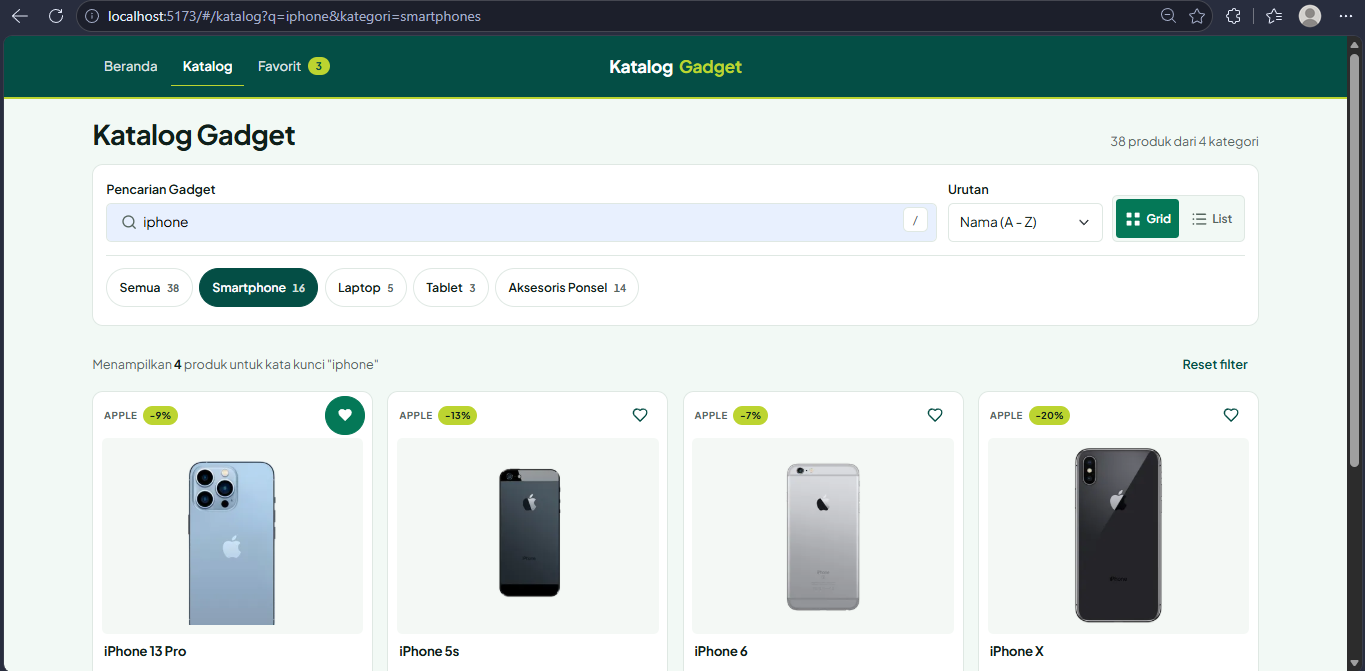 localhost:5173/#/katalog?q=iphone&kategori=smartphones
Beranda Katalog Favorit 3 Katalog Gadget
Katalog Gadget
38 produk dari 4 kategori
Pencarian Gadget Urutan
iphone / Nama (A - Z) Grid List
Semua 38 Smartphone 16 Laptop 5 Tablet 3 Aksesoris Ponsel 14
Menampilkan 4 produk untuk kata kunci "iphone" Reset filter
APPLE -9% APPLE -13% APPLE -7% APPLE -20%
iPhone 13 Pro iPhone 5s iPhone 6 iPhone X